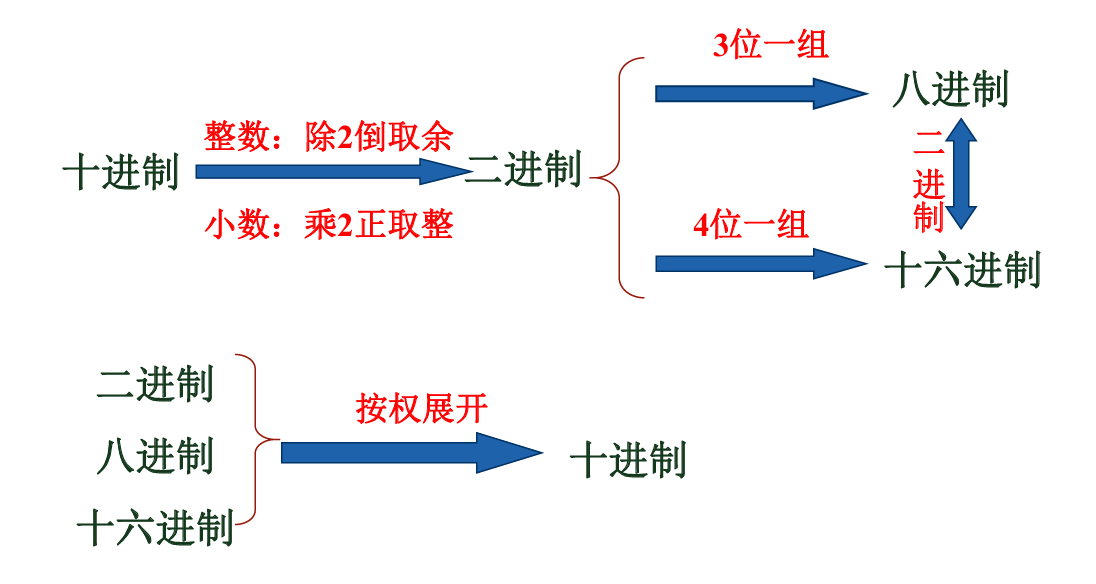 3位一组
八进制
整数：除2倒取余
十进制
二进制
二进制
小数：乘2正取整
4位一组
十六进制
二进制
按权展开
八进制
十进制
十六进制